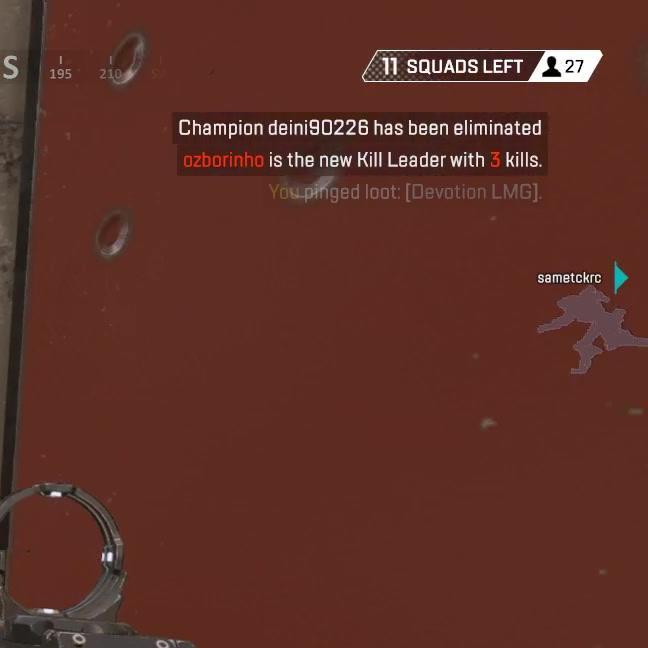 11 SQUADS LEFT 27
S 195 210
Champion deini90226 has been eliminated
ozborinho is the new Kill Leader with 3 kills.
You pinged loot: [Devotion LMG].
sametckrc